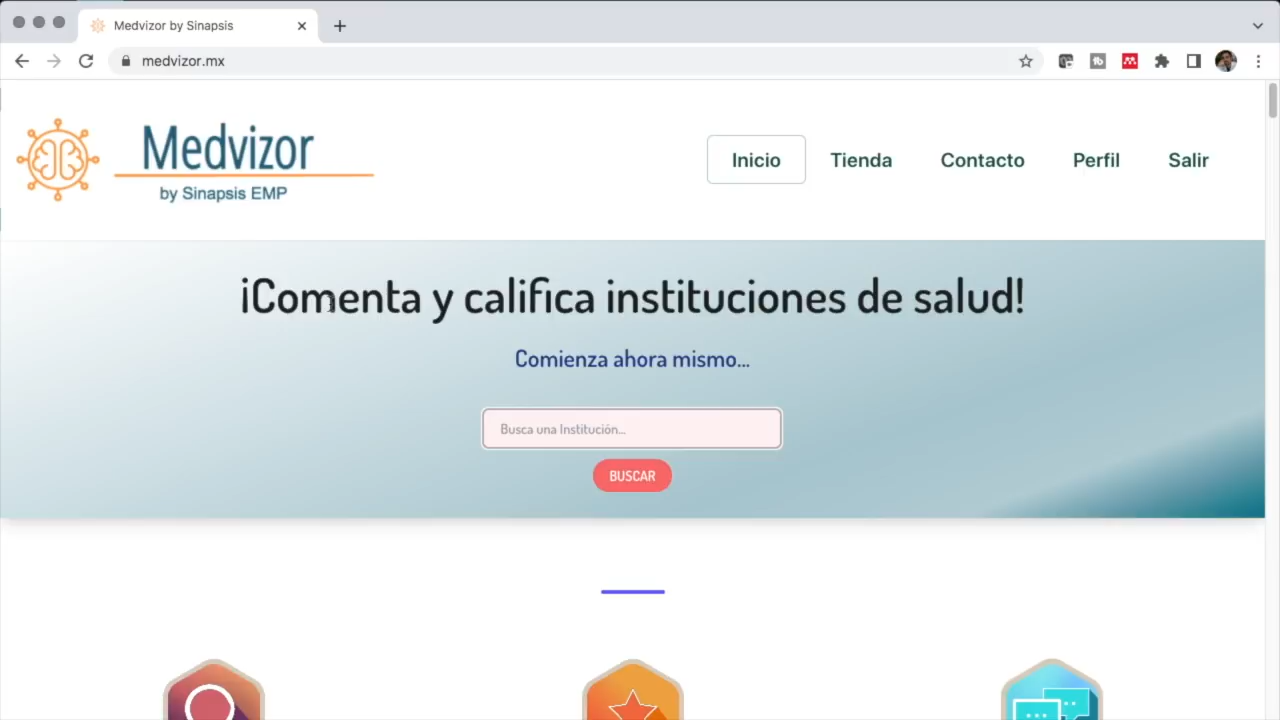 Medvizor by Sinapsis
medvizor.mx
Medvizor
by Sinapsis EMP
Inicio
Tienda
Contacto
Perfil
Salir
¡Comenta y califica instituciones de salud!
Comienza ahora mismo...
Busca una Institución...
BUSCAR